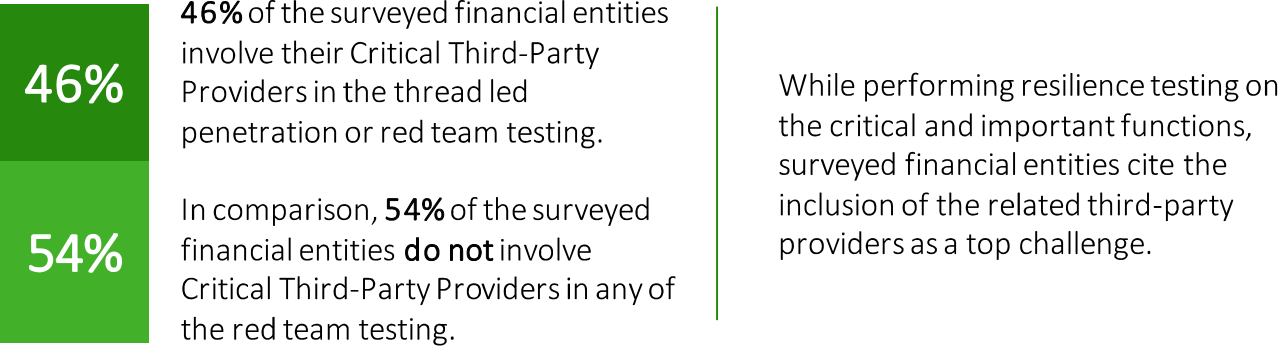 46%
46% of the surveyed financial entities
involve their Critical Third-Party
Providers in the thread led
penetration or red team testing.
54%
In comparison, 54% of the surveyed
financial entities do not involve
Critical Third-Party Providers in any of
the red team testing.
While performing resilience testing on
the critical and important functions,
surveyed financial entities cite the
inclusion of the related third-party
providers as a top challenge.